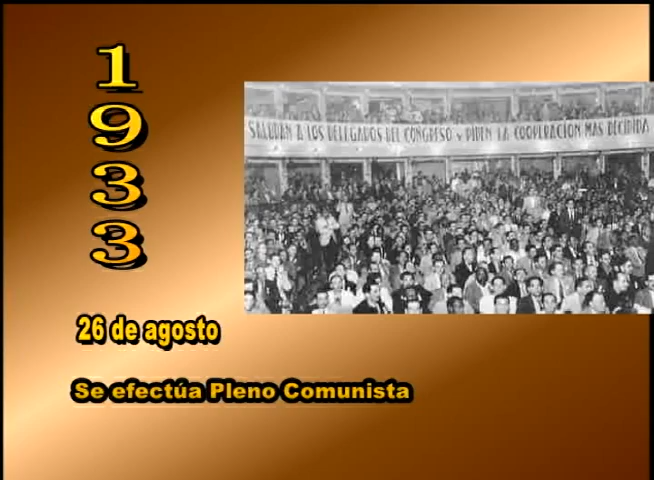 1933
SALUDAN A LOS DELEGADOS DEL CONGRESO Y PIDEN LA COOPERACION MAS DECIDIDA
26 de agosto
Se efectúa Pleno Comunista